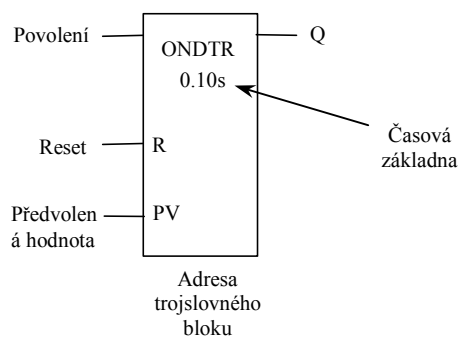 Povolení
ONDTR
Q
0.10s
Časová
základna
Reset
R
Předvolen
á hodnota
PV
Adresa
trojslovného
bloku